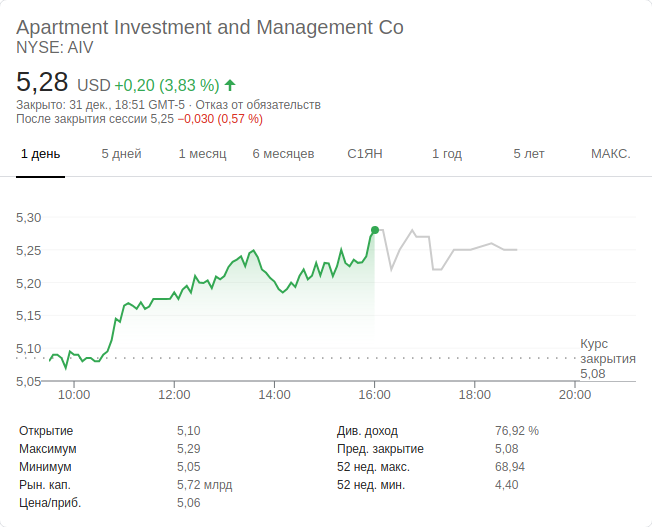 Apartment Investment and Management Co
NYSE: AIV
5,28 USD +0,20 (3,83 %) ↑
Закрыто: 31 дек., 18:51 GMT-5 · Отказ от обязательств
После закрытия сессии 5,25 −0,030 (0,57 %)
1 день 5 дней 1 месяц 6 месяцев С1ЯН 1 год 5 лет МАКС.
5,30
5,25
5,20
5,15
5,10
5,05
Курс
закрытия
5,08
10:00 12:00 14:00 16:00 18:00 20:00
Открытие 5,10 Див. доход 76,92 %
Максимум 5,29 Пред. закрытие 5,08
Минимум 5,05 52 нед. макс. 68,94
Рын. кап. 5,72 млрд 52 нед. мин. 4,40
Цена/приб. 5,06